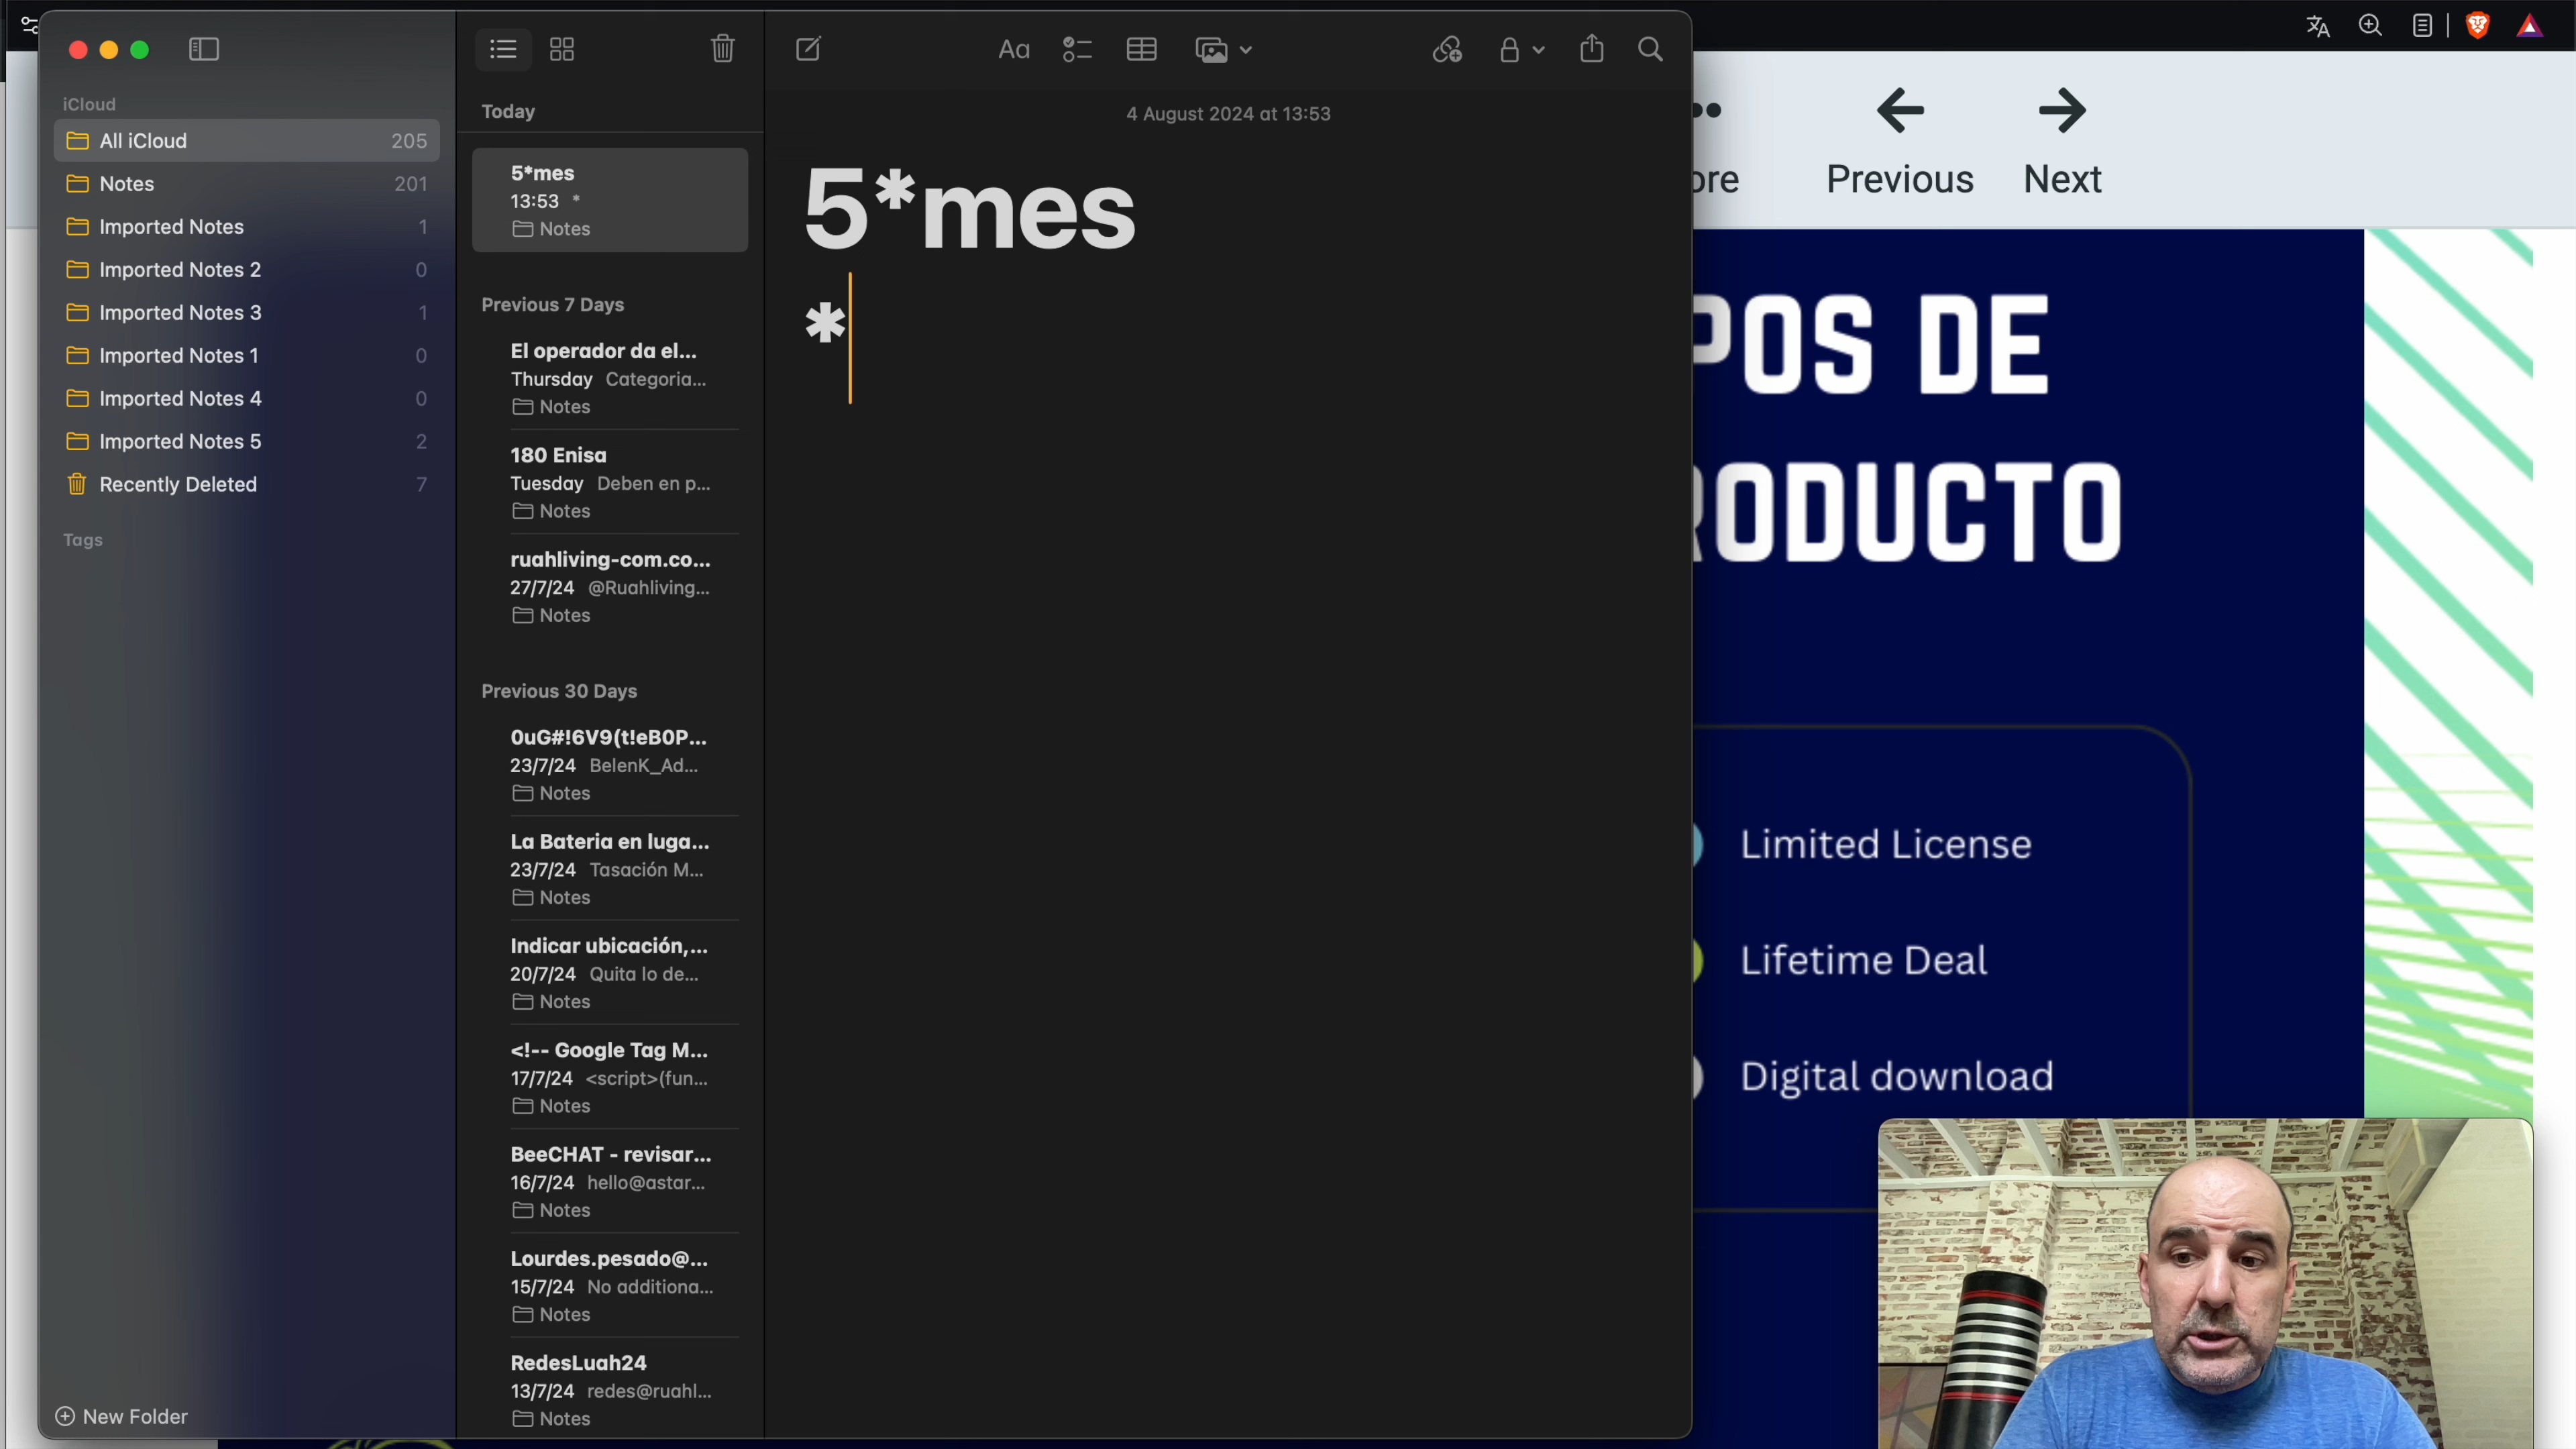 iCloud
All iCloud 205
Notes 201
Imported Notes 1
Imported Notes 2 0
Imported Notes 3 1
Imported Notes 1 0
Imported Notes 4 0
Imported Notes 5 2
Recently Deleted 7
Tags
New Folder
Today
5*mes
13:53 *
Notes
Previous 7 Days
El operador da el...
Thursday Categoria...
Notes
180 Enisa
Tuesday Deben en p...
Notes
ruahliving-com.co...
27/7/24 @Ruahliving...
Notes
Previous 30 Days
0uG#!6V9(t!eB0P...
23/7/24 BelenK_Ad...
Notes
La Bateria en luga...
23/7/24 Tasación M...
Notes
Indicar ubicación,...
20/7/24 Quita lo de...
Notes
<!-- Google Tag M...
17/7/24 <script>(fun...
Notes
BeeCHAT - revisar...
16/7/24 hello@astar...
Notes
Lourdes.pesado@...
15/7/24 No additiona...
Notes
RedesLuah24
13/7/24 redes@ruahl...
Notes
Aa
4 August 2024 at 13:53
5*mes
*
ore
Previous
Next
POS DE
RODUCTO
Limited License
Lifetime Deal
Digital download